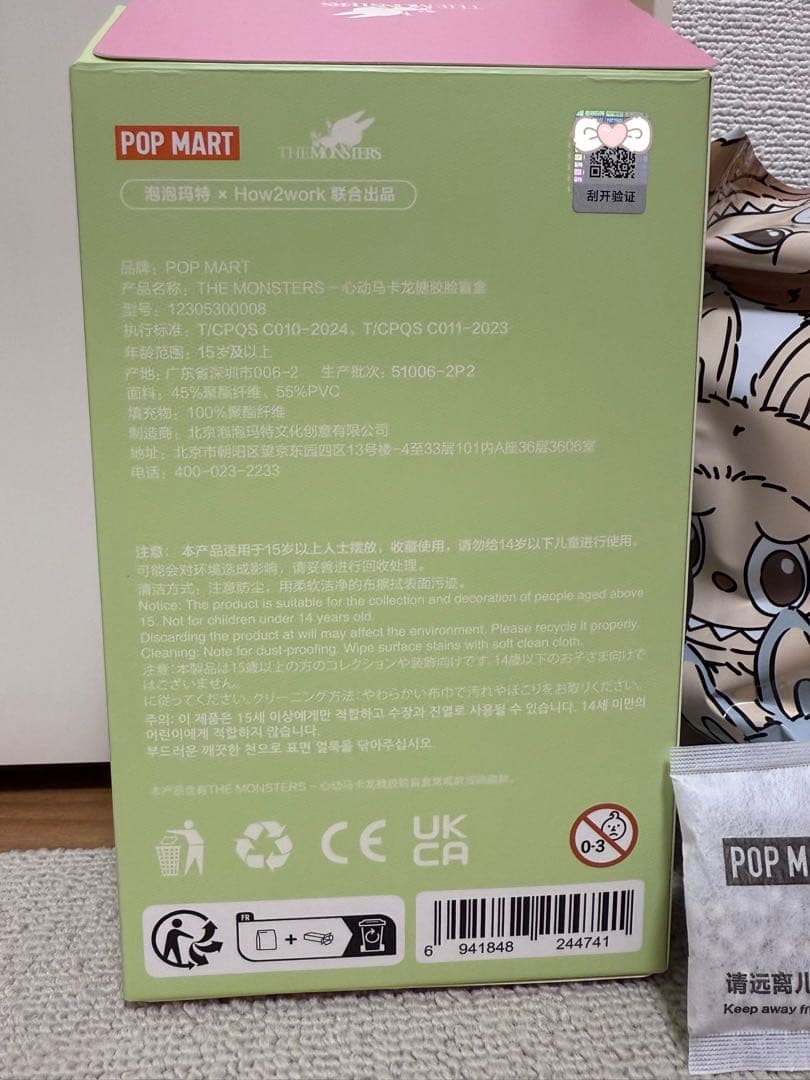 THE MONSTERS
POP MART
THE MONSTERS
泡泡玛特 × How2work 联合出品
刮开验证
品牌：POP MART
产品名称：THE MONSTERS - 心动马卡龙搪胶脸盲盒
型号：12305300008
执行标准：T/CPQS C010-2024、T/CPQS C011-2023
年龄范围：15岁及以上
产地：广东省深圳市006-2 生产批次：51006-2P2
面料：45%聚酯纤维、55%PVC
填充物：100%聚酯纤维
制造商：北京泡泡玛特文化创意有限公司
地址：北京市朝阳区望京东园四区13号楼-4至33层101内A座36层3606室
电话：400-023-2233
注意：本产品适用于15岁以上人士摆放，收藏使用，请勿给14岁以下儿童进行使用。
可能会对环境造成影响，请妥善进行回收处理。
清洁方式：注意防尘，用柔软洁净的布擦拭表面污迹。
Notice: The product is suitable for the collection and decoration of people aged above
15. Not for children under 14 years old.
Discarding the product at will may affect the environment. Please recycle it properly.
Cleaning: Note for dust-proofing. Wipe surface stains with soft clean cloth.
注意：本製品は15歳以上の方のコレクションや装飾向けです。14歳以下のお子さま向けで
はございません。
に従ってください。クリーニング方法：やわらかい布巾で汚れやほこりをお取りください。
주의: 이 제품은 15세 이상에게만 적합하고 수장과 진열로 사용될 수 있습니다. 14세 미만의
어린이에게 적합하지 않습니다.
부드러운 깨끗한 천으로 표면 얼룩을 닦아주십시오.
本产品含有THE MONSTERS - 心动马卡龙搪胶脸盲盒
CE
UK
CA
0-3
FR
6 941848 244741
POP M
请远离儿
Keep away fr